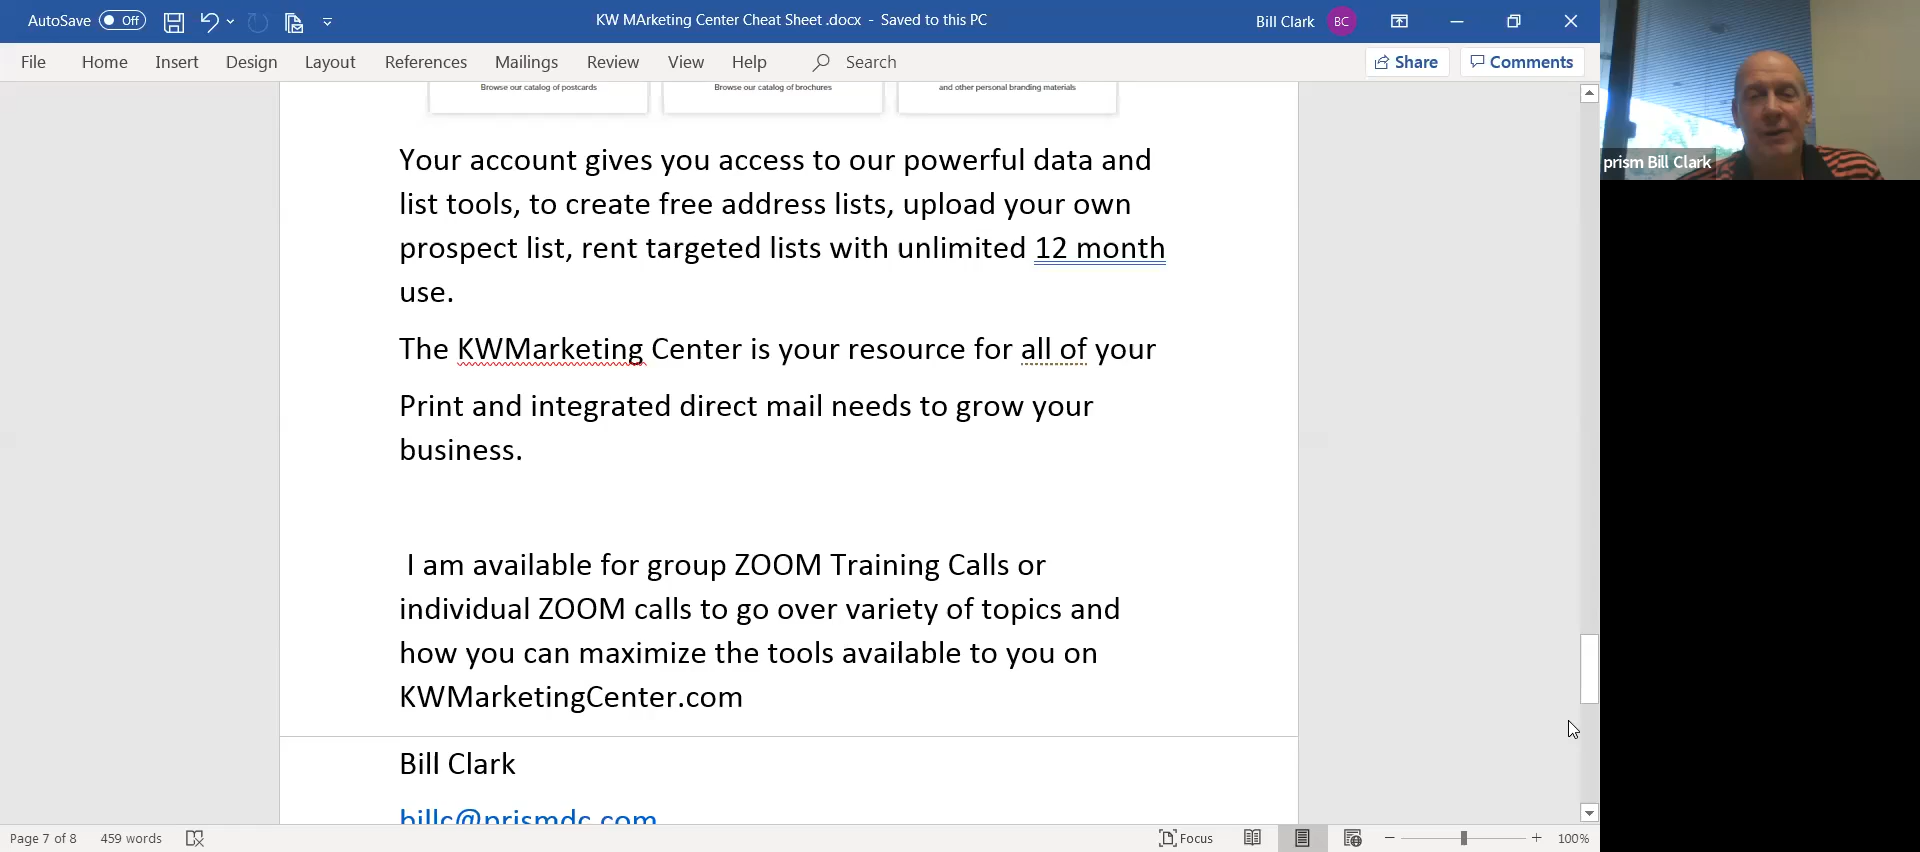 AutoSave Off KW MArketing Center Cheat Sheet .docx - Saved to this PC Bill Clark BC
File Home Insert Design Layout References Mailings Review View Help Search Share Comments
Browse our catalog of postcards Browse our catalog of brochures and other personal branding materials
Your account gives you access to our powerful data and
list tools, to create free address lists, upload your own
prospect list, rent targeted lists with unlimited 12 month
use.
The KWMarketing Center is your resource for all of your
Print and integrated direct mail needs to grow your
business.
I am available for group ZOOM Training Calls or
individual ZOOM calls to go over variety of topics and
how you can maximize the tools available to you on
KWMarketingCenter.com
Bill Clark
billc@prismdc.com
Page 7 of 8 459 words Focus 100%
prism Bill Clark